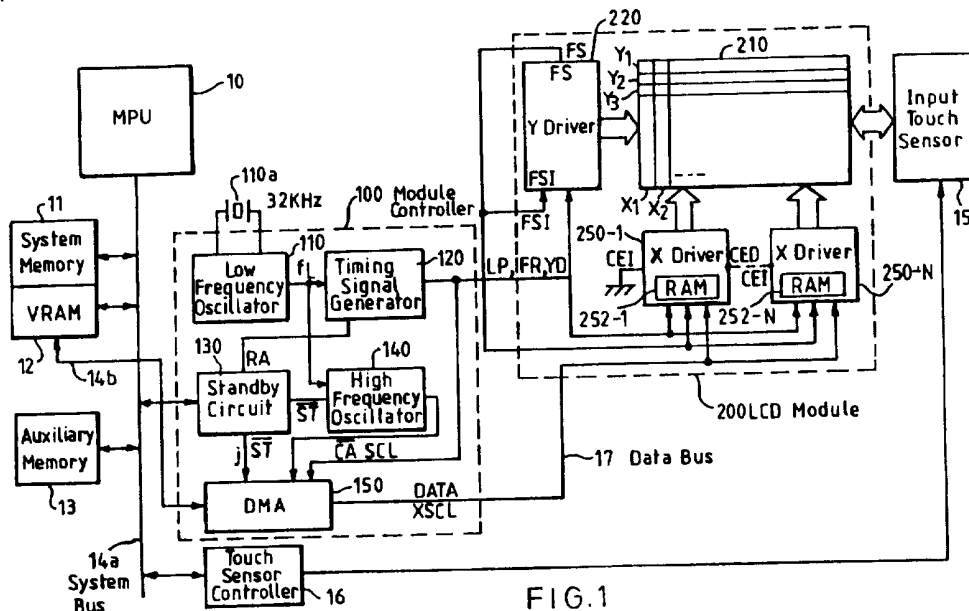 10
MPU
11
System
Memory
VRAM
12
14b
Auxiliary
Memory
13
14a
System
Bus
110a
32KHz
100
Module
Controller
110
Low
Frequency
Oscillator
f
Timing
Signal
Generator
120
RA
130
Standby
Circuit
ST
140
High
Frequency
Oscillator
j
ST
CA SCL
DMA
150
DATA
XSCL
Touch
Sensor
Controller
16
LP, FR, YD
FS
220
FS
Y Driver
FSI
FSI
Y1
Y2
Y3
210
X1
X2
250-1
CEI
X Driver
RAM
252-1
CEO
CEI
X Driver
RAM
252-N
250-N
200 LCD Module
17 Data Bus
Input
Touch
Sensor
15
FIG.1